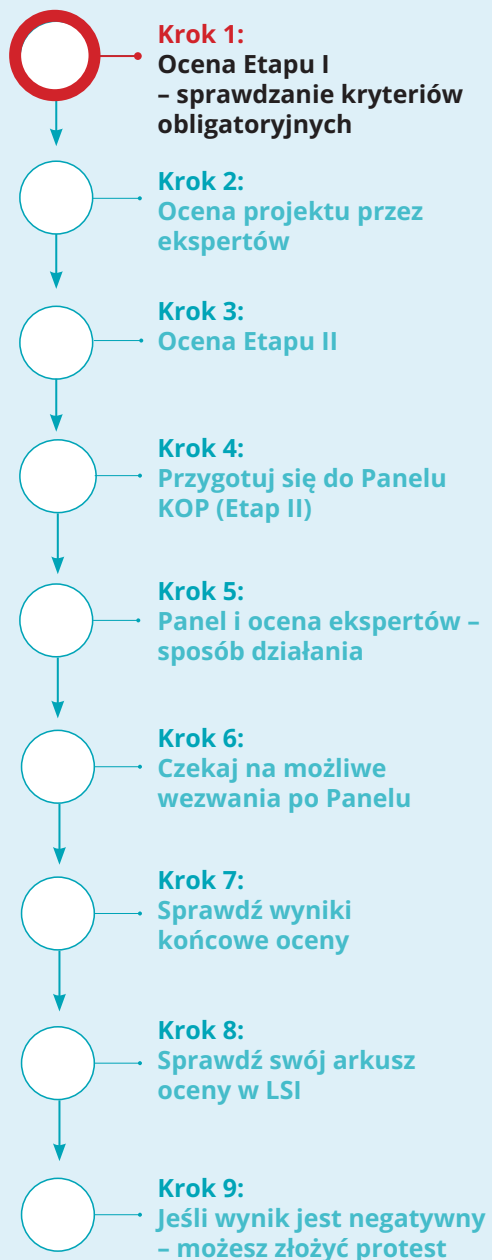 Krok 1:
Ocena Etapu I
– sprawdzanie kryteriów
obligatoryjnych
Krok 2:
Ocena projektu przez
ekspertów
Krok 3:
Ocena Etapu II
Krok 4:
Przygotuj się do Panelu
KOP (Etap II)
Krok 5:
Panel i ocena ekspertów –
sposób działania
Krok 6:
Czekaj na możliwe
wezwania po Panelu
Krok 7:
Sprawdź wyniki
końcowe oceny
Krok 8:
Sprawdź swój arkusz
oceny w LSI
Krok 9:
Jeśli wynik jest negatywny
– możesz złożyć protest